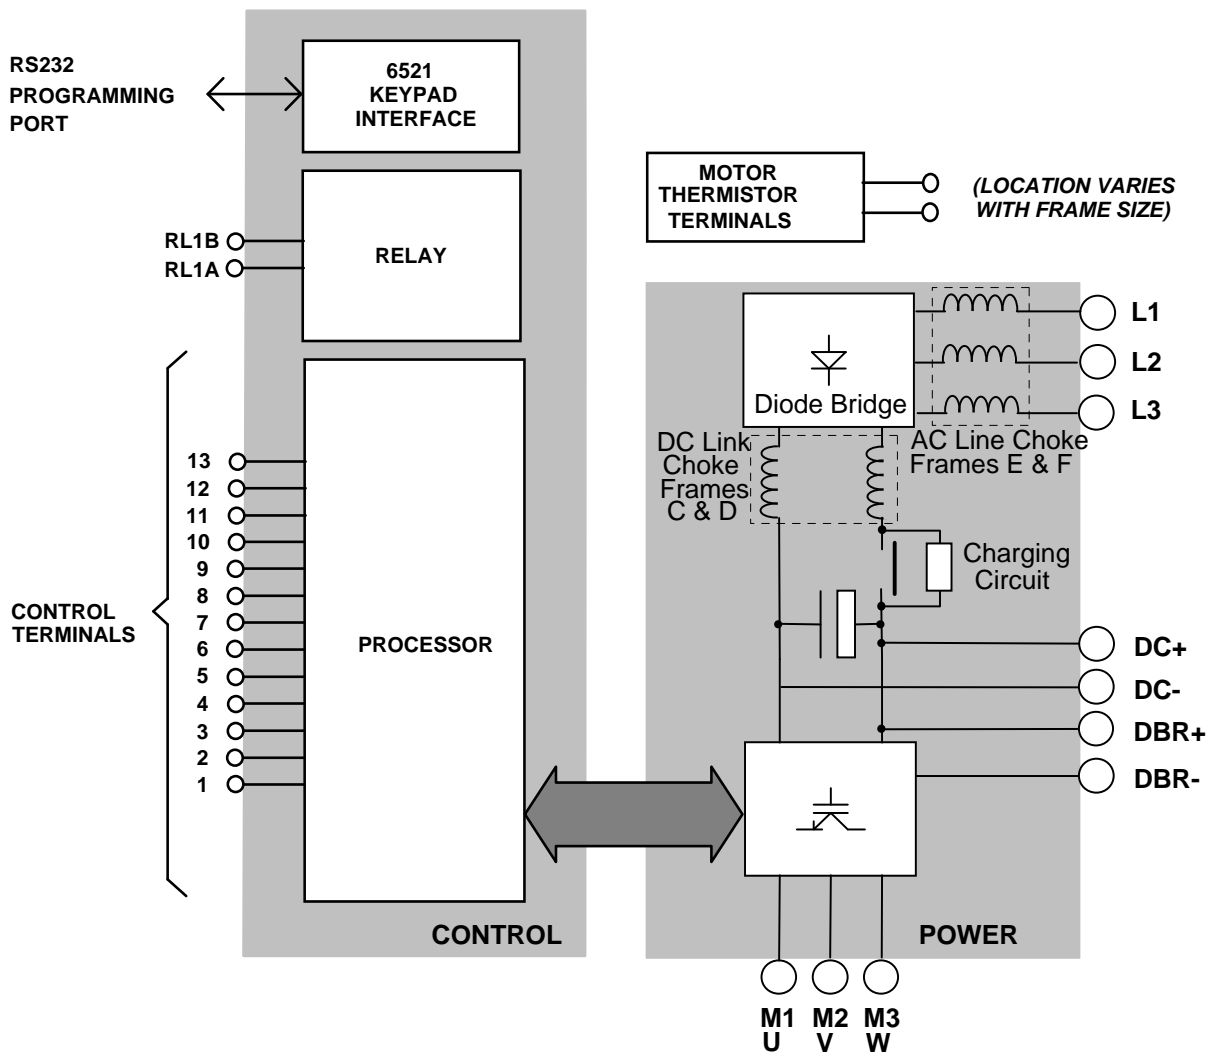 RS232
PROGRAMMING
PORT
6521
KEYPAD
INTERFACE
RELAY
RL1B
RL1A
MOTOR
THERMISTOR
TERMINALS
(LOCATION VARIES
WITH FRAME SIZE)
L1
L2
L3
Diode Bridge
DC Link
Choke
Frames
C & D
AC Line Choke
Frames E & F
Charging
Circuit
13
12
11
10
9
8
7
6
5
4
3
2
1
CONTROL
TERMINALS
PROCESSOR
DC+
DC-
DBR+
DBR-
CONTROL
POWER
M1
U
M2
V
M3
W